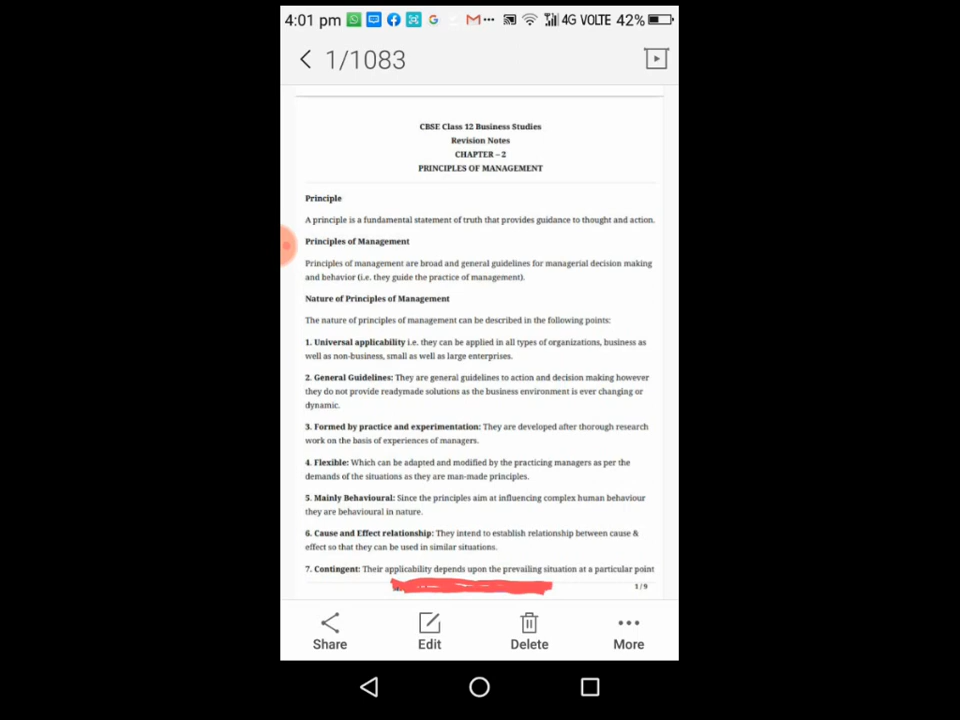 4:01 pm 4G VOLTE 42%
1/1083
CBSE Class 12 Business Studies
Revision Notes
CHAPTER – 2
PRINCIPLES OF MANAGEMENT
Principle
A principle is a fundamental statement of truth that provides guidance to thought and action.
Principles of Management
Principles of management are broad and general guidelines for managerial decision making
and behavior (i.e. they guide the practice of management).
Nature of Principles of Management
The nature of principles of management can be described in the following points:
1. Universal applicability i.e. they can be applied in all types of organizations, business as
well as non-business, small as well as large enterprises.
2. General Guidelines: They are general guidelines to action and decision making however
they do not provide readymade solutions as the business environment is ever changing or
dynamic.
3. Formed by practice and experimentation: They are developed after thorough research
work on the basis of experiences of managers.
4. Flexible: Which can be adapted and modified by the practicing managers as per the
demands of the situations as they are man-made principles.
5. Mainly Behavioural: Since the principles aim at influencing complex human behaviour
they are behavioural in nature.
6. Cause and Effect relationship: They intend to establish relationship between cause &
effect so that they can be used in similar situations.
7. Contingent: Their applicability depends upon the prevailing situation at a particular point
1 / 9
Share Edit Delete More